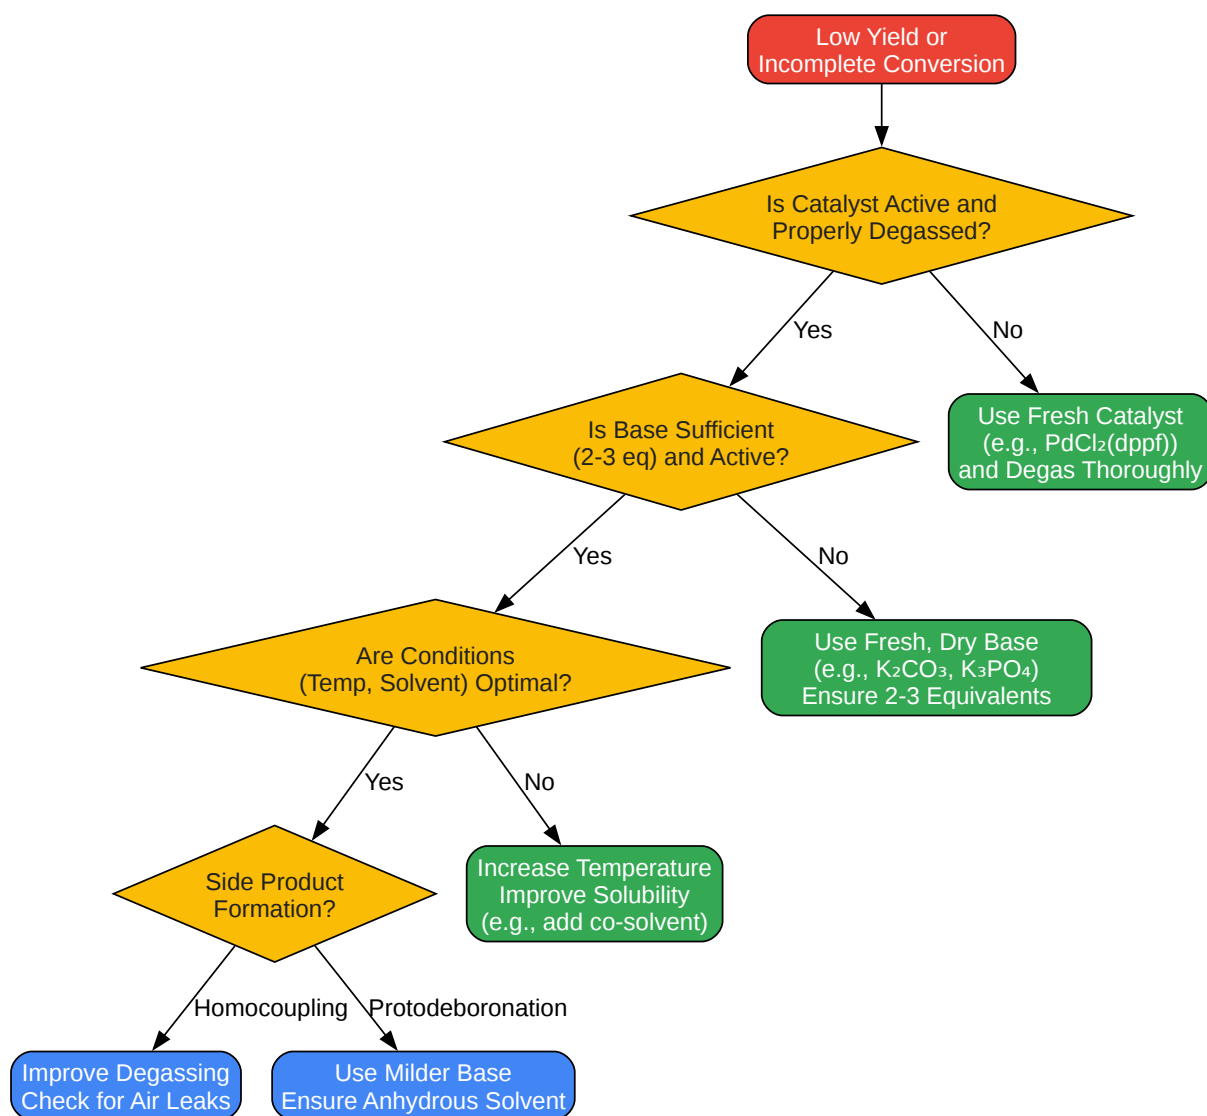 Low Yield or
Incomplete Conversion
Is Catalyst Active and
Properly Degassed?
Yes
No
Use Fresh Catalyst
(e.g., PdCl₂(dppf))
and Degas Thoroughly
Is Base Sufficient
(2-3 eq) and Active?
Yes
No
Use Fresh, Dry Base
(e.g., K₂CO₃, K₃PO₄)
Ensure 2-3 Equivalents
Are Conditions
(Temp, Solvent) Optimal?
Yes
No
Increase Temperature
Improve Solubility
(e.g., add co-solvent)
Side Product
Formation?
Homocoupling
Protodeboronation
Improve Degassing
Check for Air Leaks
Use Milder Base
Ensure Anhydrous Solvent